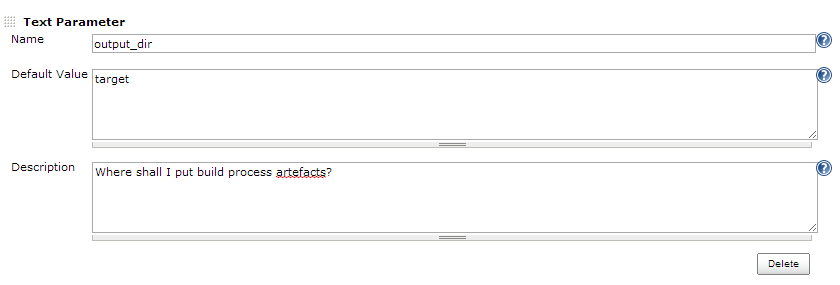 Text Parameter
Name output_dir
Default Value target
Description Where shall I put build process artefacts?
Delete